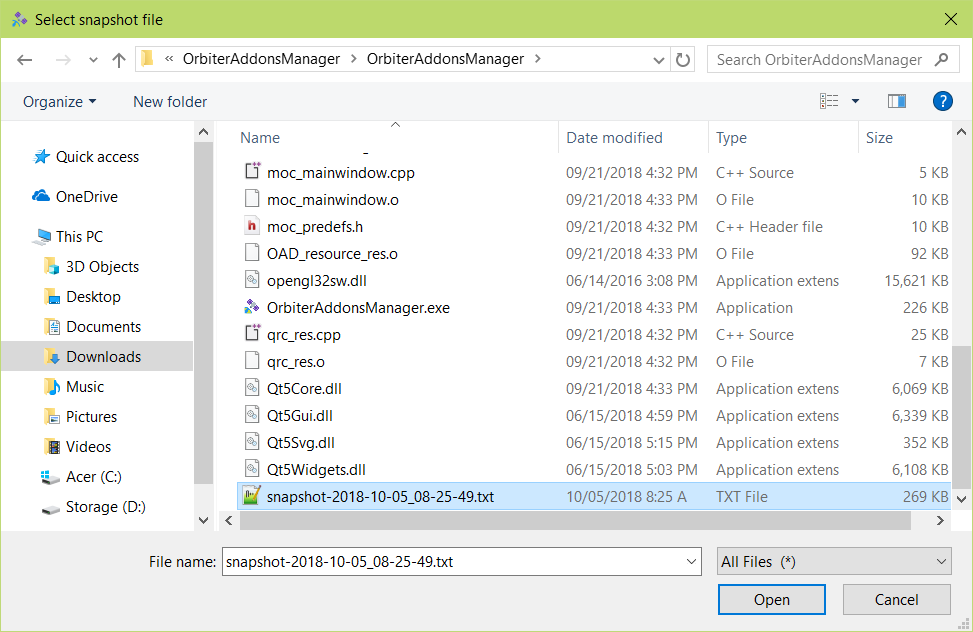 Select snapshot file
« OrbiterAddonsManager > OrbiterAddonsManager >
Search OrbiterAddonsManager
Organize New folder
?
Quick access
OneDrive
This PC
3D Objects
Desktop
Documents
Downloads
Music
Pictures
Videos
Acer (C:)
Storage (D:)
Name Date modified Type Size
moc_mainwindow.cpp 09/21/2018 4:32 PM C++ Source 5 KB
moc_mainwindow.o 09/21/2018 4:33 PM O File 10 KB
moc_predefs.h 09/21/2018 4:32 PM C++ Header file 10 KB
OAD_resource_res.o 09/21/2018 4:33 PM O File 92 KB
opengl32sw.dll 06/14/2016 3:08 PM Application extens 15,621 KB
OrbiterAddonsManager.exe 09/21/2018 4:33 PM Application 226 KB
qrc_res.cpp 09/21/2018 4:32 PM C++ Source 25 KB
qrc_res.o 09/21/2018 4:32 PM O File 7 KB
Qt5Core.dll 09/21/2018 4:33 PM Application extens 6,069 KB
Qt5Gui.dll 06/15/2018 4:59 PM Application extens 6,339 KB
Qt5Svg.dll 06/15/2018 5:15 PM Application extens 352 KB
Qt5Widgets.dll 06/15/2018 5:03 PM Application extens 6,108 KB
snapshot-2018-10-05_08-25-49.txt 10/05/2018 8:25 A TXT File 269 KB
File name: snapshot-2018-10-05_08-25-49.txt All Files (*)
Open Cancel